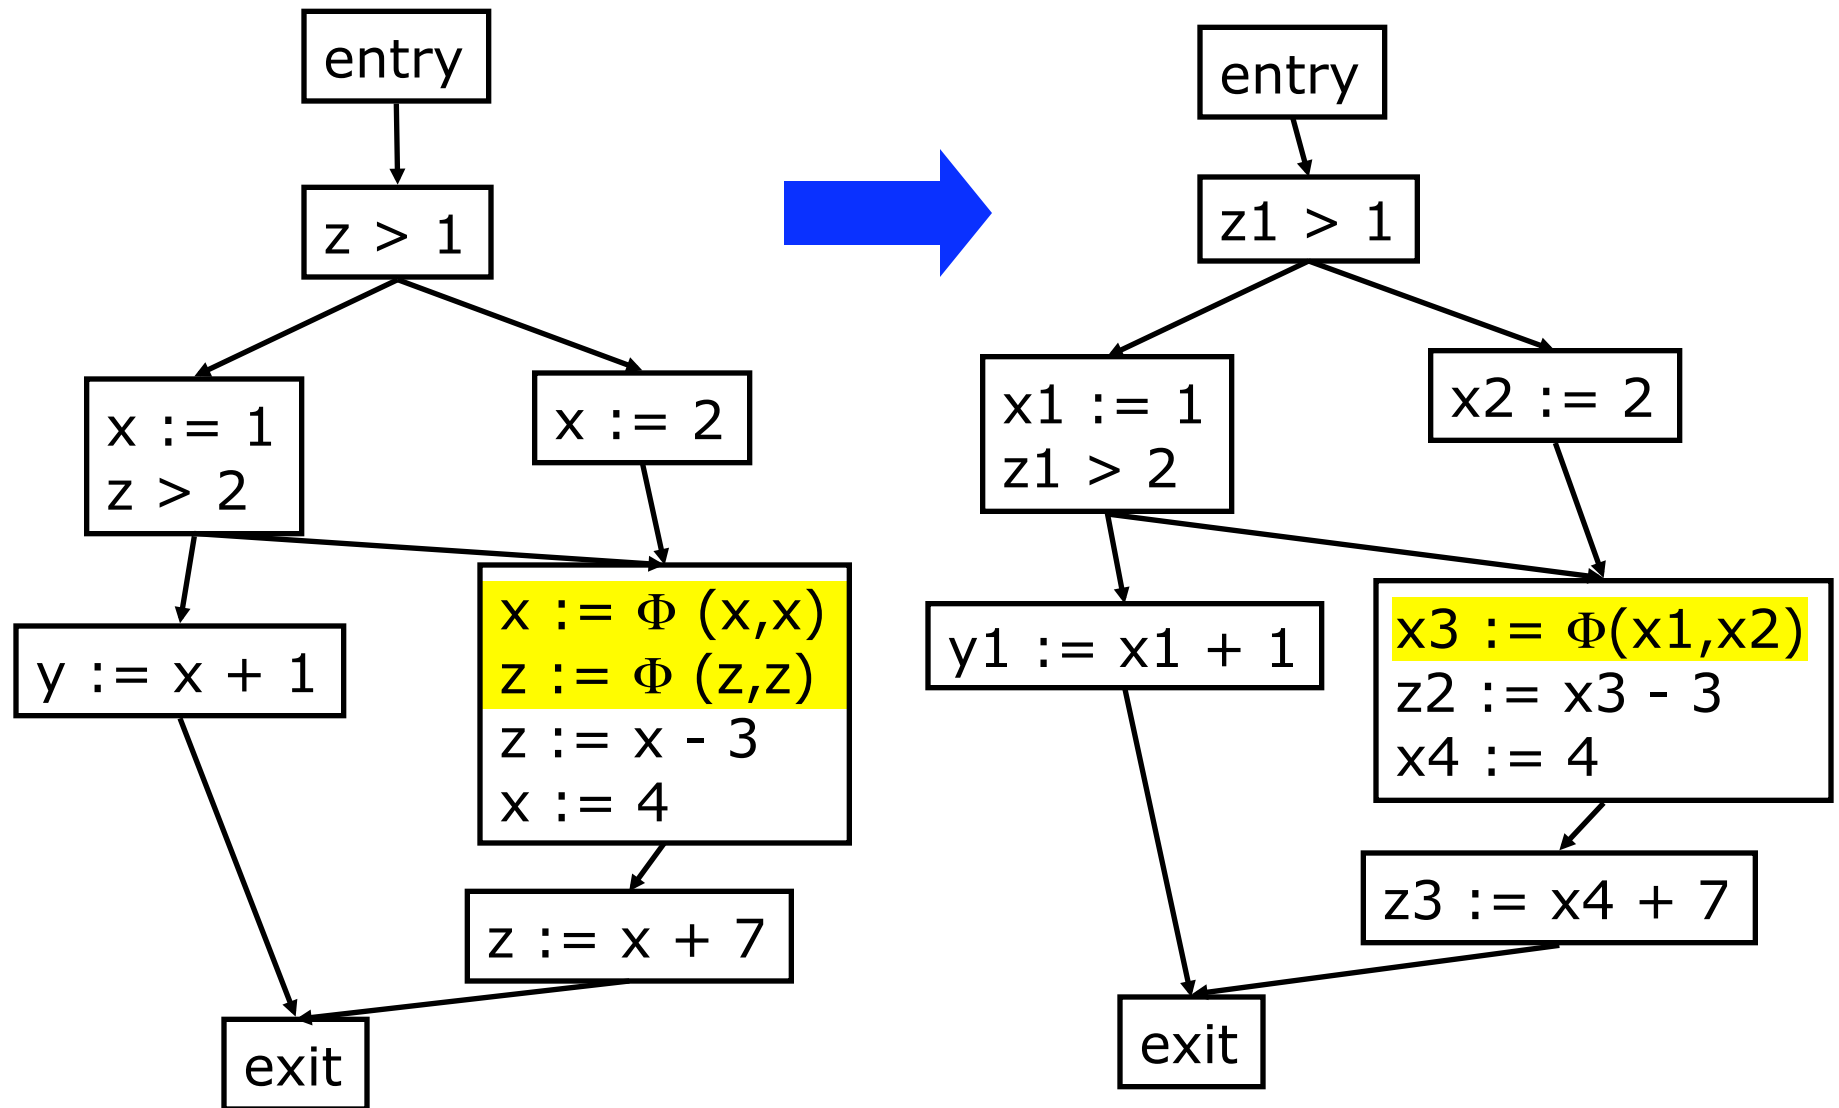 entry
z > 1
x := 1
z > 2
x := 2
y := x + 1
x := Φ (x,x)
z := Φ (z,z)
z := x - 3
x := 4
z := x + 7
exit
entry
z1 > 1
x1 := 1
z1 > 2
x2 := 2
y1 := x1 + 1
x3 := Φ(x1,x2)
z2 := x3 - 3
x4 := 4
z3 := x4 + 7
exit